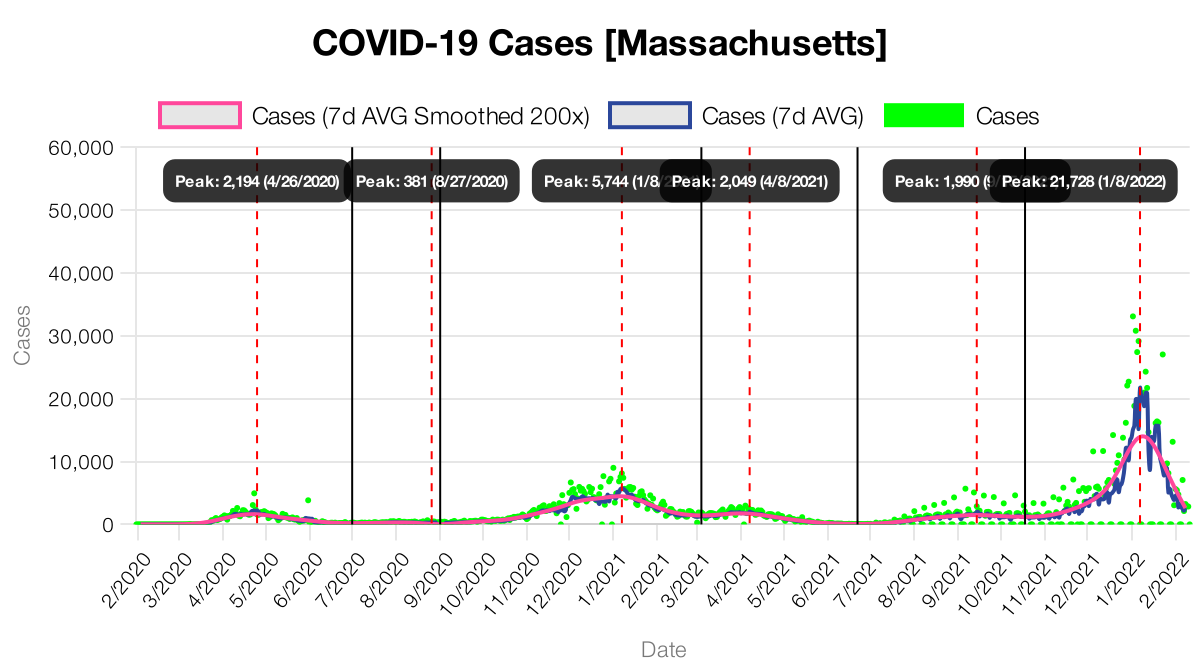 COVID-19 Cases [Massachusetts]
Cases (7d AVG Smoothed 200x)
Cases (7d AVG)
Cases
60,000
Peak: 2,194 (4/26/2020)
Peak: 381 (8/27/2020)
Peak: 5,744 (1/8/
Peak: 2,049 (4/8/2021)
Peak: 1,990
Peak: 21,728 (1/8/2022)
50,000
40,000
30,000
20,000
10,000
0
Cases
2/2020
3/2020
4/2020
5/2020
6/2020
7/2020
8/2020
9/2020
10/2020
11/2020
12/2020
1/2021
2/2021
3/2021
4/2021
5/2021
6/2021
7/2021
8/2021
9/2021
10/2021
11/2021
12/2021
1/2022
2/2022
Date